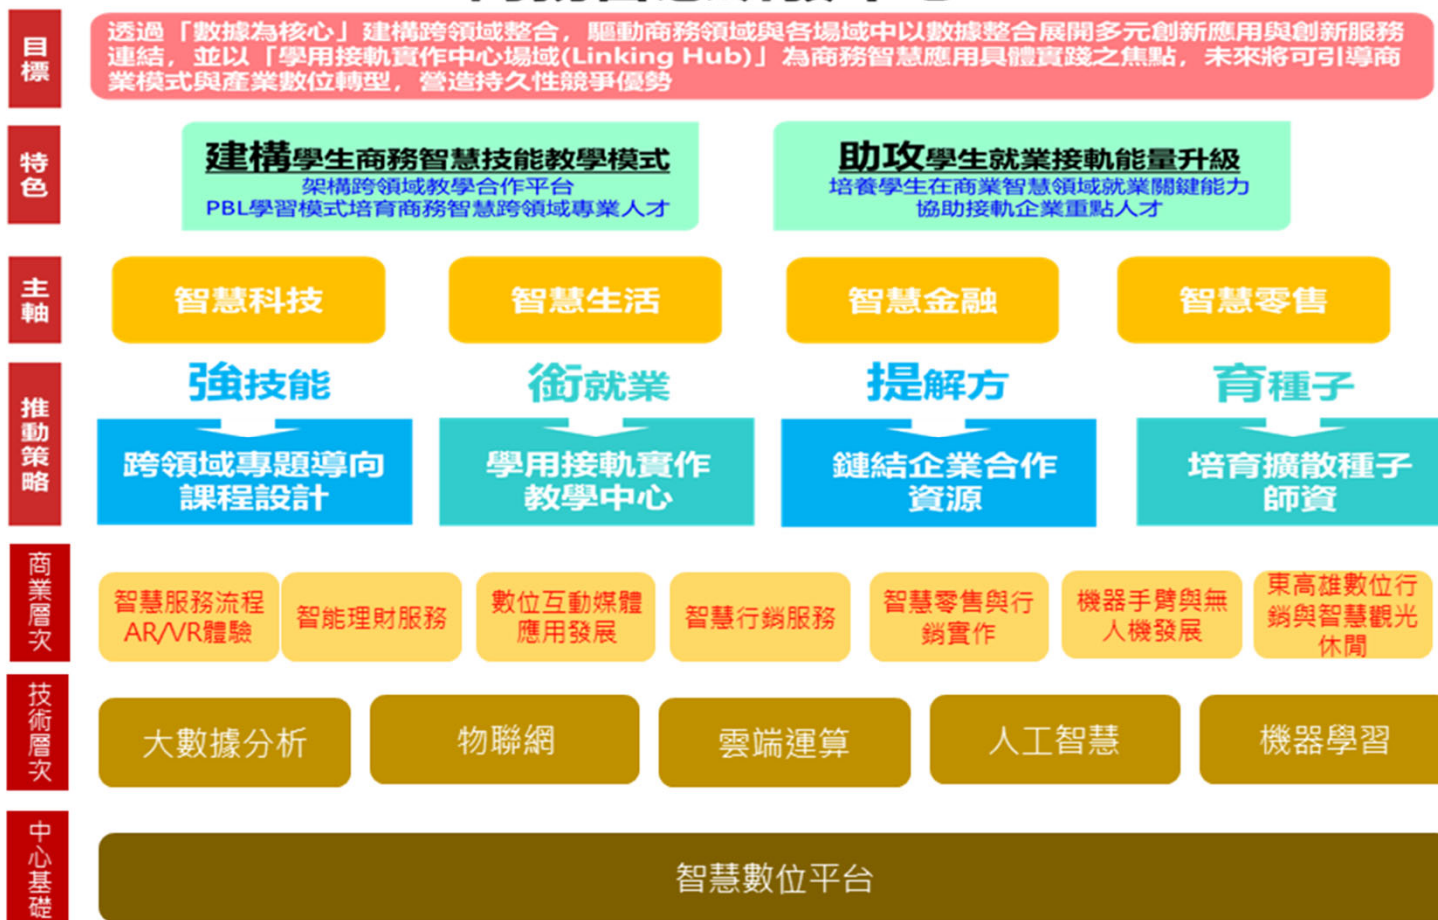 目標
透過「數據為核心」建構跨領域整合，驅動商務領域與各場域中以數據整合展開多元創新應用與創新服務
連結，並以「學用接軌實作中心場域(Linking Hub)」為商務智慧應用具體實踐之焦點，未來將可引導商
業模式與產業數位轉型，營造持久性競爭優勢
特色
建構學生商務智慧技能教學模式
架構跨領域教學合作平台
PBL學習模式培育商務智慧跨領域專業人才
助攻學生就業接軌能量升級
培養學生在商業智慧領域就業關鍵能力
協助接軌企業重點人才
主軸
智慧科技
智慧生活
智慧金融
智慧零售
推動策略
強技能
銜就業
提解方
育種子
跨領域專題導向
課程設計
學用接軌實作
教學中心
鏈結企業合作
資源
培育擴散種子
師資
商業層次
智慧服務流程
AR/VR體驗
智能理財服務
數位互動媒體
應用發展
智慧行銷服務
智慧零售與行
銷實作
機器手臂與無
人機發展
東高雄數位行
銷與智慧觀光
休閒
技術層次
大數據分析
物聯網
雲端運算
人工智慧
機器學習
中心基礎
智慧數位平台